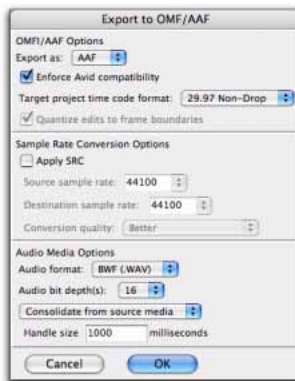 Export to OMF/AAF
OMFI/AAF Options
Export as: AAF
Enforce Avid compatibility
Target project time code format: 29.97 Non-Drop
Quantize edits to frame boundaries
Sample Rate Conversion Options
Apply SRC
Source sample rate: 44100
Destination sample rate: 44100
Conversion quality: Better
Audio Media Options
Audio format: BWF (.WAV)
Audio bit depth(s): 16
Consolidate from source media
Handle size 1000 milliseconds
Cancel OK